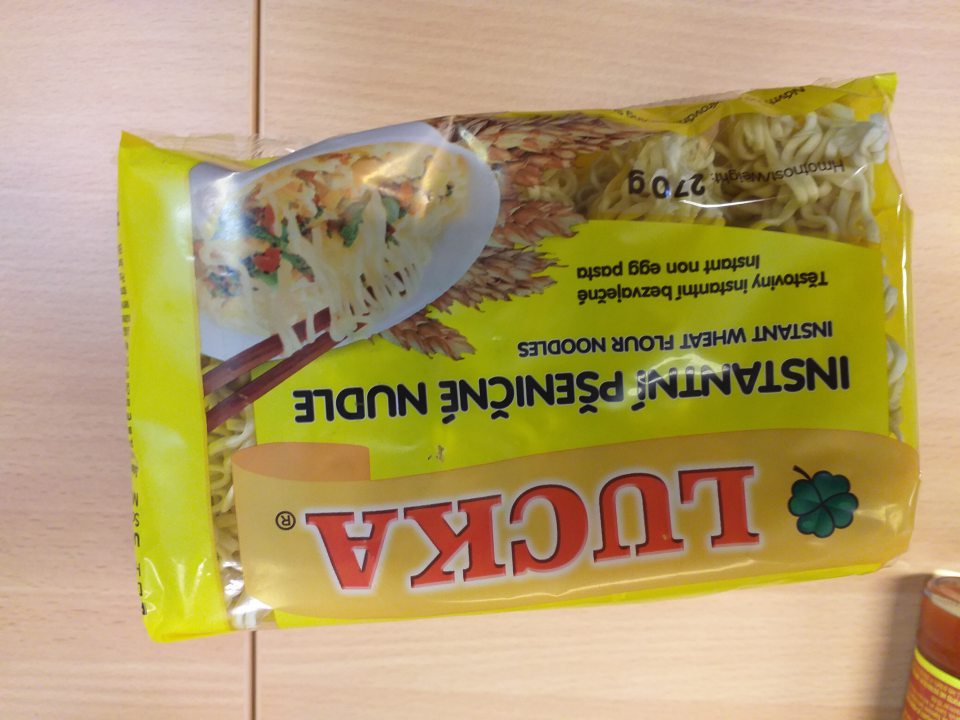 LUCKA ®
INSTANTNÍ PŠENIČNÉ NUDLE
INSTANT WHEAT FLOUR NOODLES
Těstoviny instantní bezvaječné
Instant non egg pasta
Hmotnost/Weight: 270 g